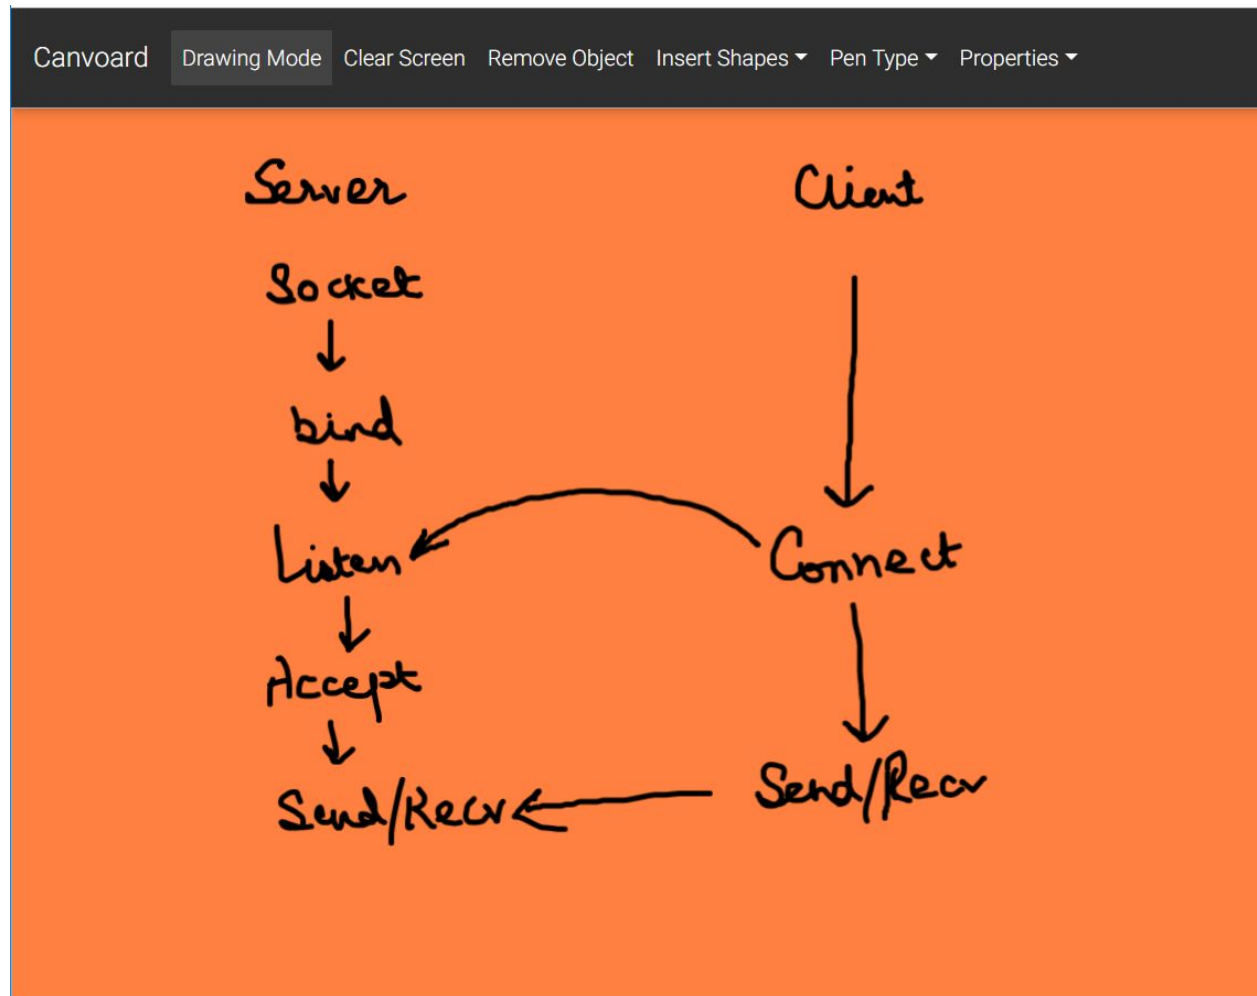 Canvoard Drawing Mode Clear Screen Remove Object Insert Shapes Pen Type Properties
Server Client
Socket
bind
Listen Connect
Accept
Send/Recv Send/Recv